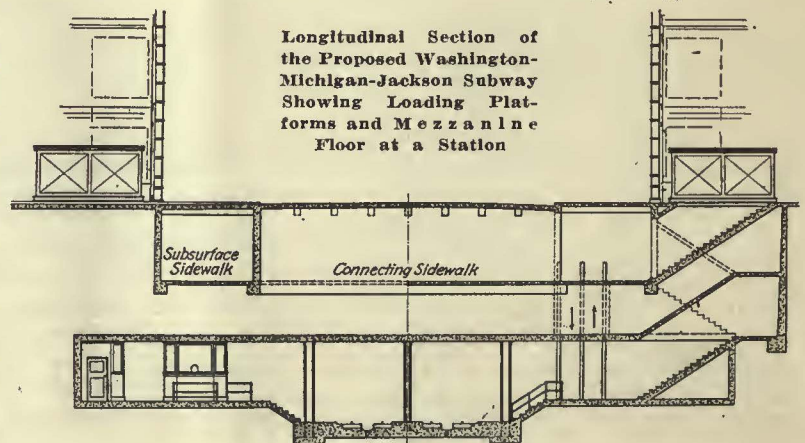 Longitudinal Section of
the Proposed Washington-
Michigan-Jackson Subway
Showing Loading Plat-
forms and Mezzanine
Floor at a Station
Subsurface
Sidewalk
Connecting Sidewalk